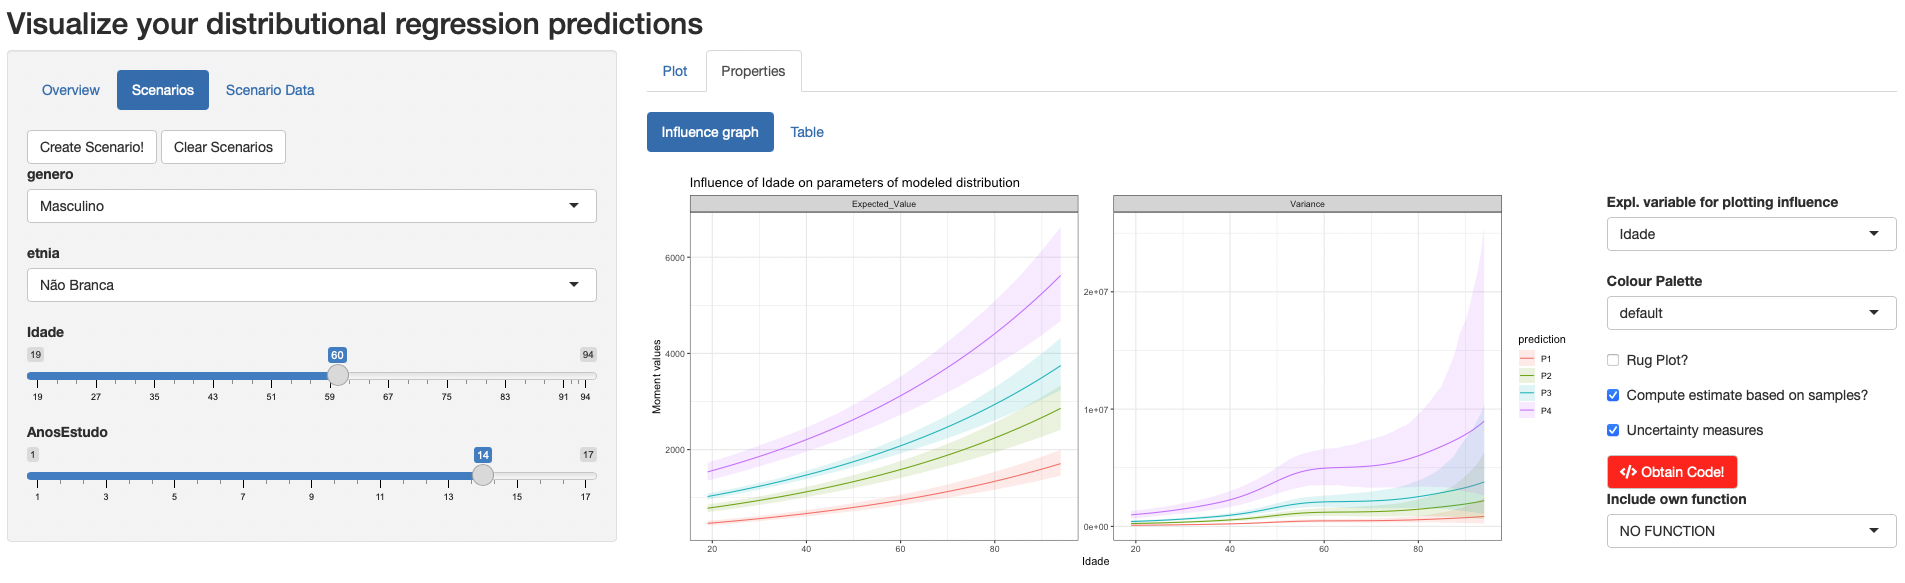 Visualize your distributional regression predictions
Overview
Scenarios
Scenario Data
Create Scenario!
Clear Scenarios
genero
Masculino
etnia
Não Branca
Idade
19
60
94
19 27 35 43 51 59 67 75 83 91 94
AnosEstudo
1
14
17
1 3 5 7 9 11 13 15 17
Plot
Properties
Influence graph
Table
Influence of Idade on parameters of modeled distribution
Expected_Value
Variance
Moment values
6000
4000
2000
20 40 60 80
2e+07
1e+07
0e+00
20 40 60 80
Idade
prediction
P1
P2
P3
P4
Expl. variable for plotting influence
Idade
Colour Palette
default
Rug Plot?
Compute estimate based on samples?
Uncertainty measures
</> Obtain Code!
Include own function
NO FUNCTION